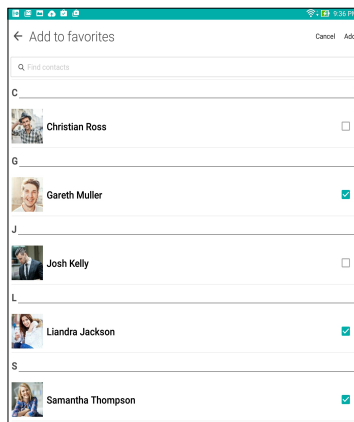 9:36 PM
Add to favorites
Cancel Add
Find contacts
C
Christian Ross
G
Gareth Muller
J
Josh Kelly
L
Liandra Jackson
S
Samantha Thompson